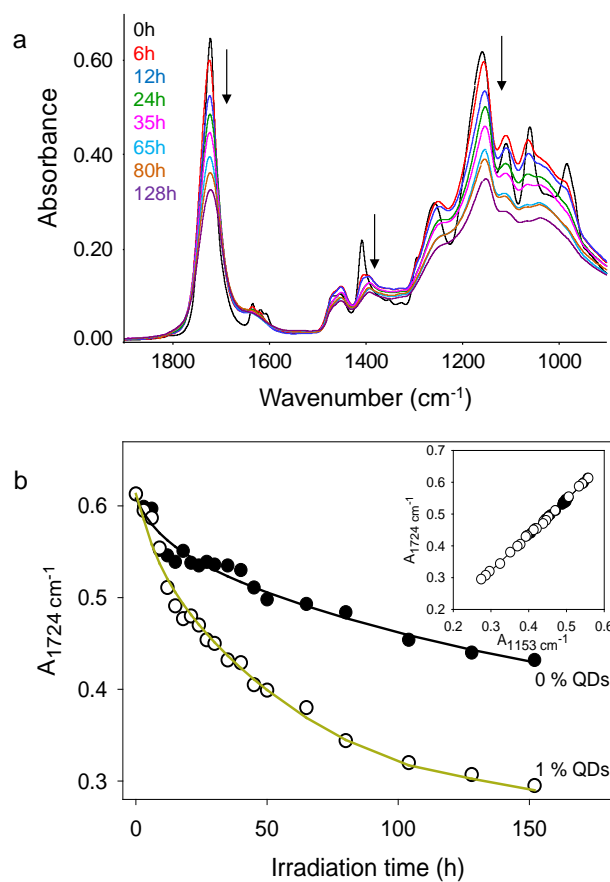 a
0h
6h
12h
24h
35h
65h
80h
128h
0.60
0.40
0.20
0.00
Absorbance
1800 1600 1400 1200 1000
Wavenumber (cm-1)
b
0.6
0.5
0.4
0.3
A1724 cm-1
0.7
0.6
0.5
0.4
0.3
0.2
A1724 cm-1
0.2 0.3 0.4 0.5 0.6
A1153 cm-1
0 % QDs
1 % QDs
0 50 100 150
Irradiation time (h)